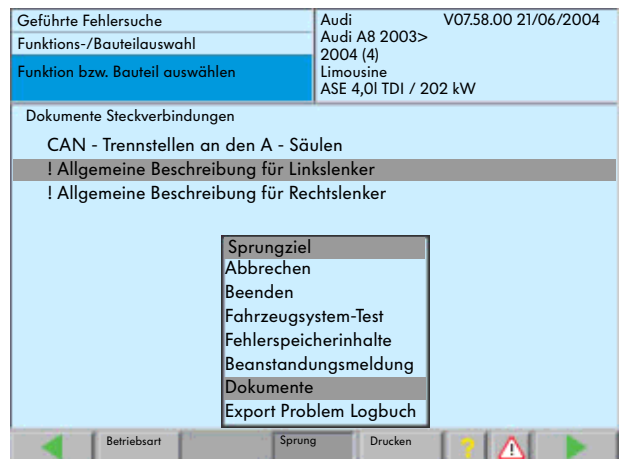 Geführte Fehlersuche
Funktions-/Bauteilauswahl
Funktion bzw. Bauteil auswählen
Audi V07.58.00 21/06/2004
Audi A8 2003>
2004 (4)
Limousine
ASE 4,0l TDI / 202 kW
Dokumente Steckverbindungen
CAN - Trennstellen an den A - Säulen
! Allgemeine Beschreibung für Linkslenker
! Allgemeine Beschreibung für Rechtslenker
Sprungziel
Abbrechen
Beenden
Fahrzeugsystem-Test
Fehlerspeicherinhalte
Beanstandungsmeldung
Dokumente
Export Problem Logbuch
Betriebsart Sprung Drucken ? !